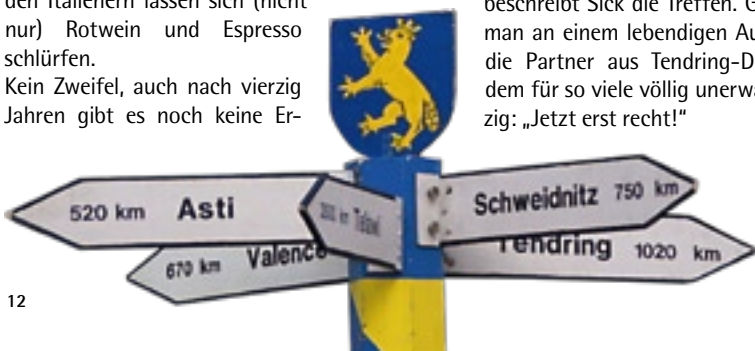 den Italienern lassen sich (nicht
nur) Rotwein und Espresso
schlürfen.
Kein Zweifel, auch nach vierzig
Jahren gibt es noch keine Er-
beschreibt Sick die Treffen. G
man an einem lebendigen Au
die Partner aus Tendring-D
dem für so viele völlig unerwa
zig: „Jetzt erst recht!"
520 km Asti
km Telawi
Schweidnitz 750 km
670 km Valence
Tendring 1020 km
12